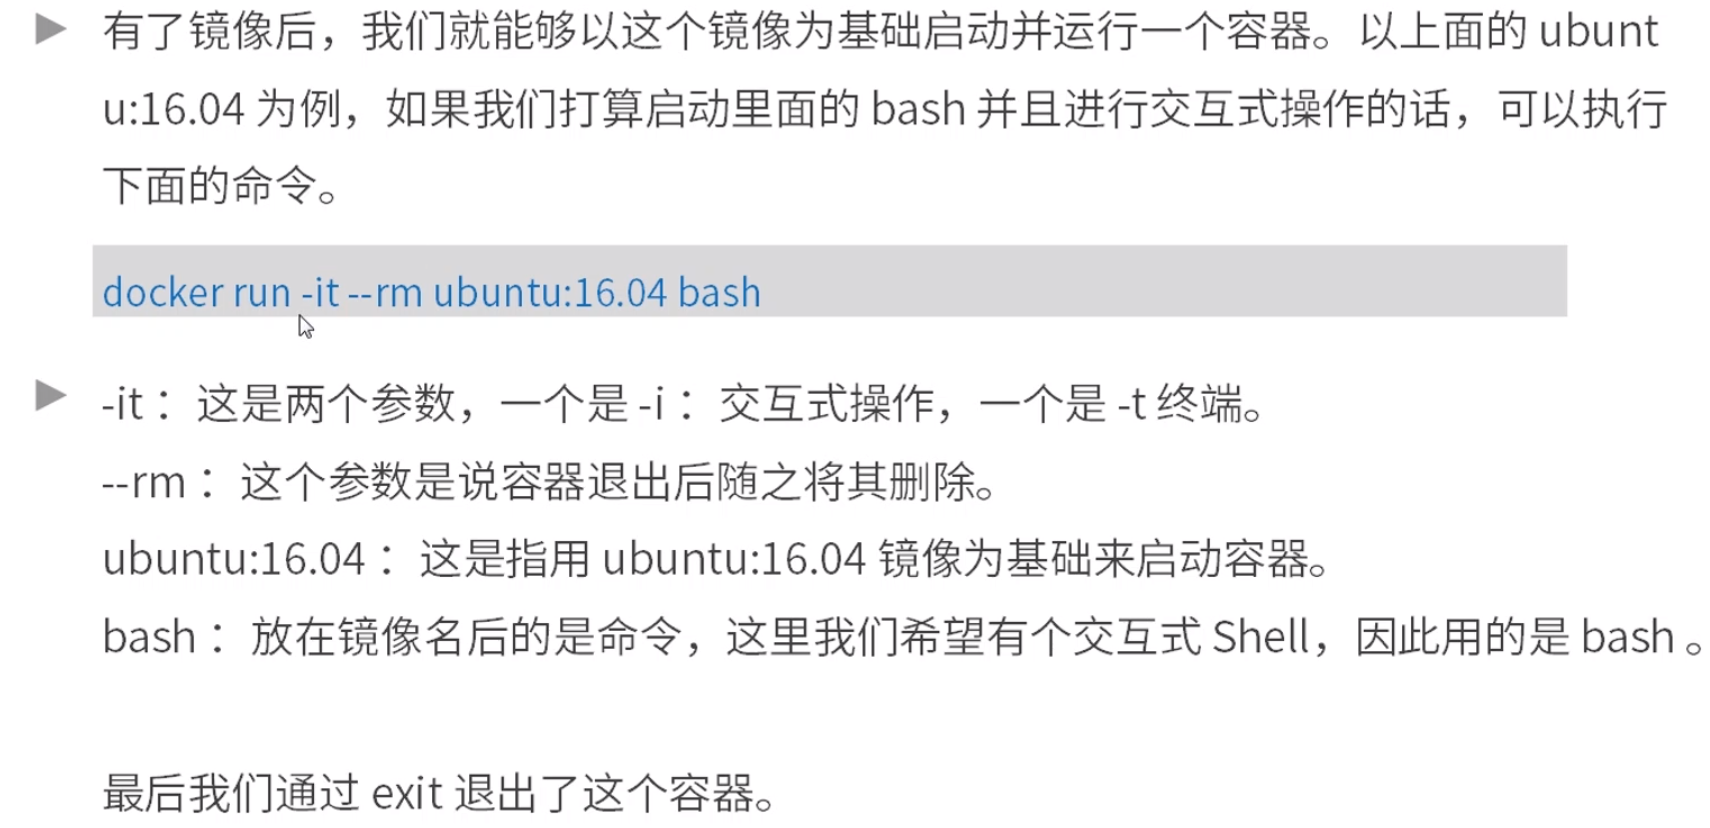 有了镜像后，我们就能够以这个镜像为基础启动并运行一个容器。以上面的 ubunt
u:16.04 为例，如果我们打算启动里面的 bash 并且进行交互式操作的话，可以执行
下面的命令。
docker run -it --rm ubuntu:16.04 bash
-it： 这是两个参数，一个是 -i： 交互式操作，一个是 -t 终端。
--rm： 这个参数是说容器退出后随之将其删除。
ubuntu:16.04： 这是指用 ubuntu:16.04 镜像为基础来启动容器。
bash： 放在镜像名后的是命令，这里我们希望有个交互式 Shell，因此用的是 bash 。
最后我们通过 exit 退出了这个容器。